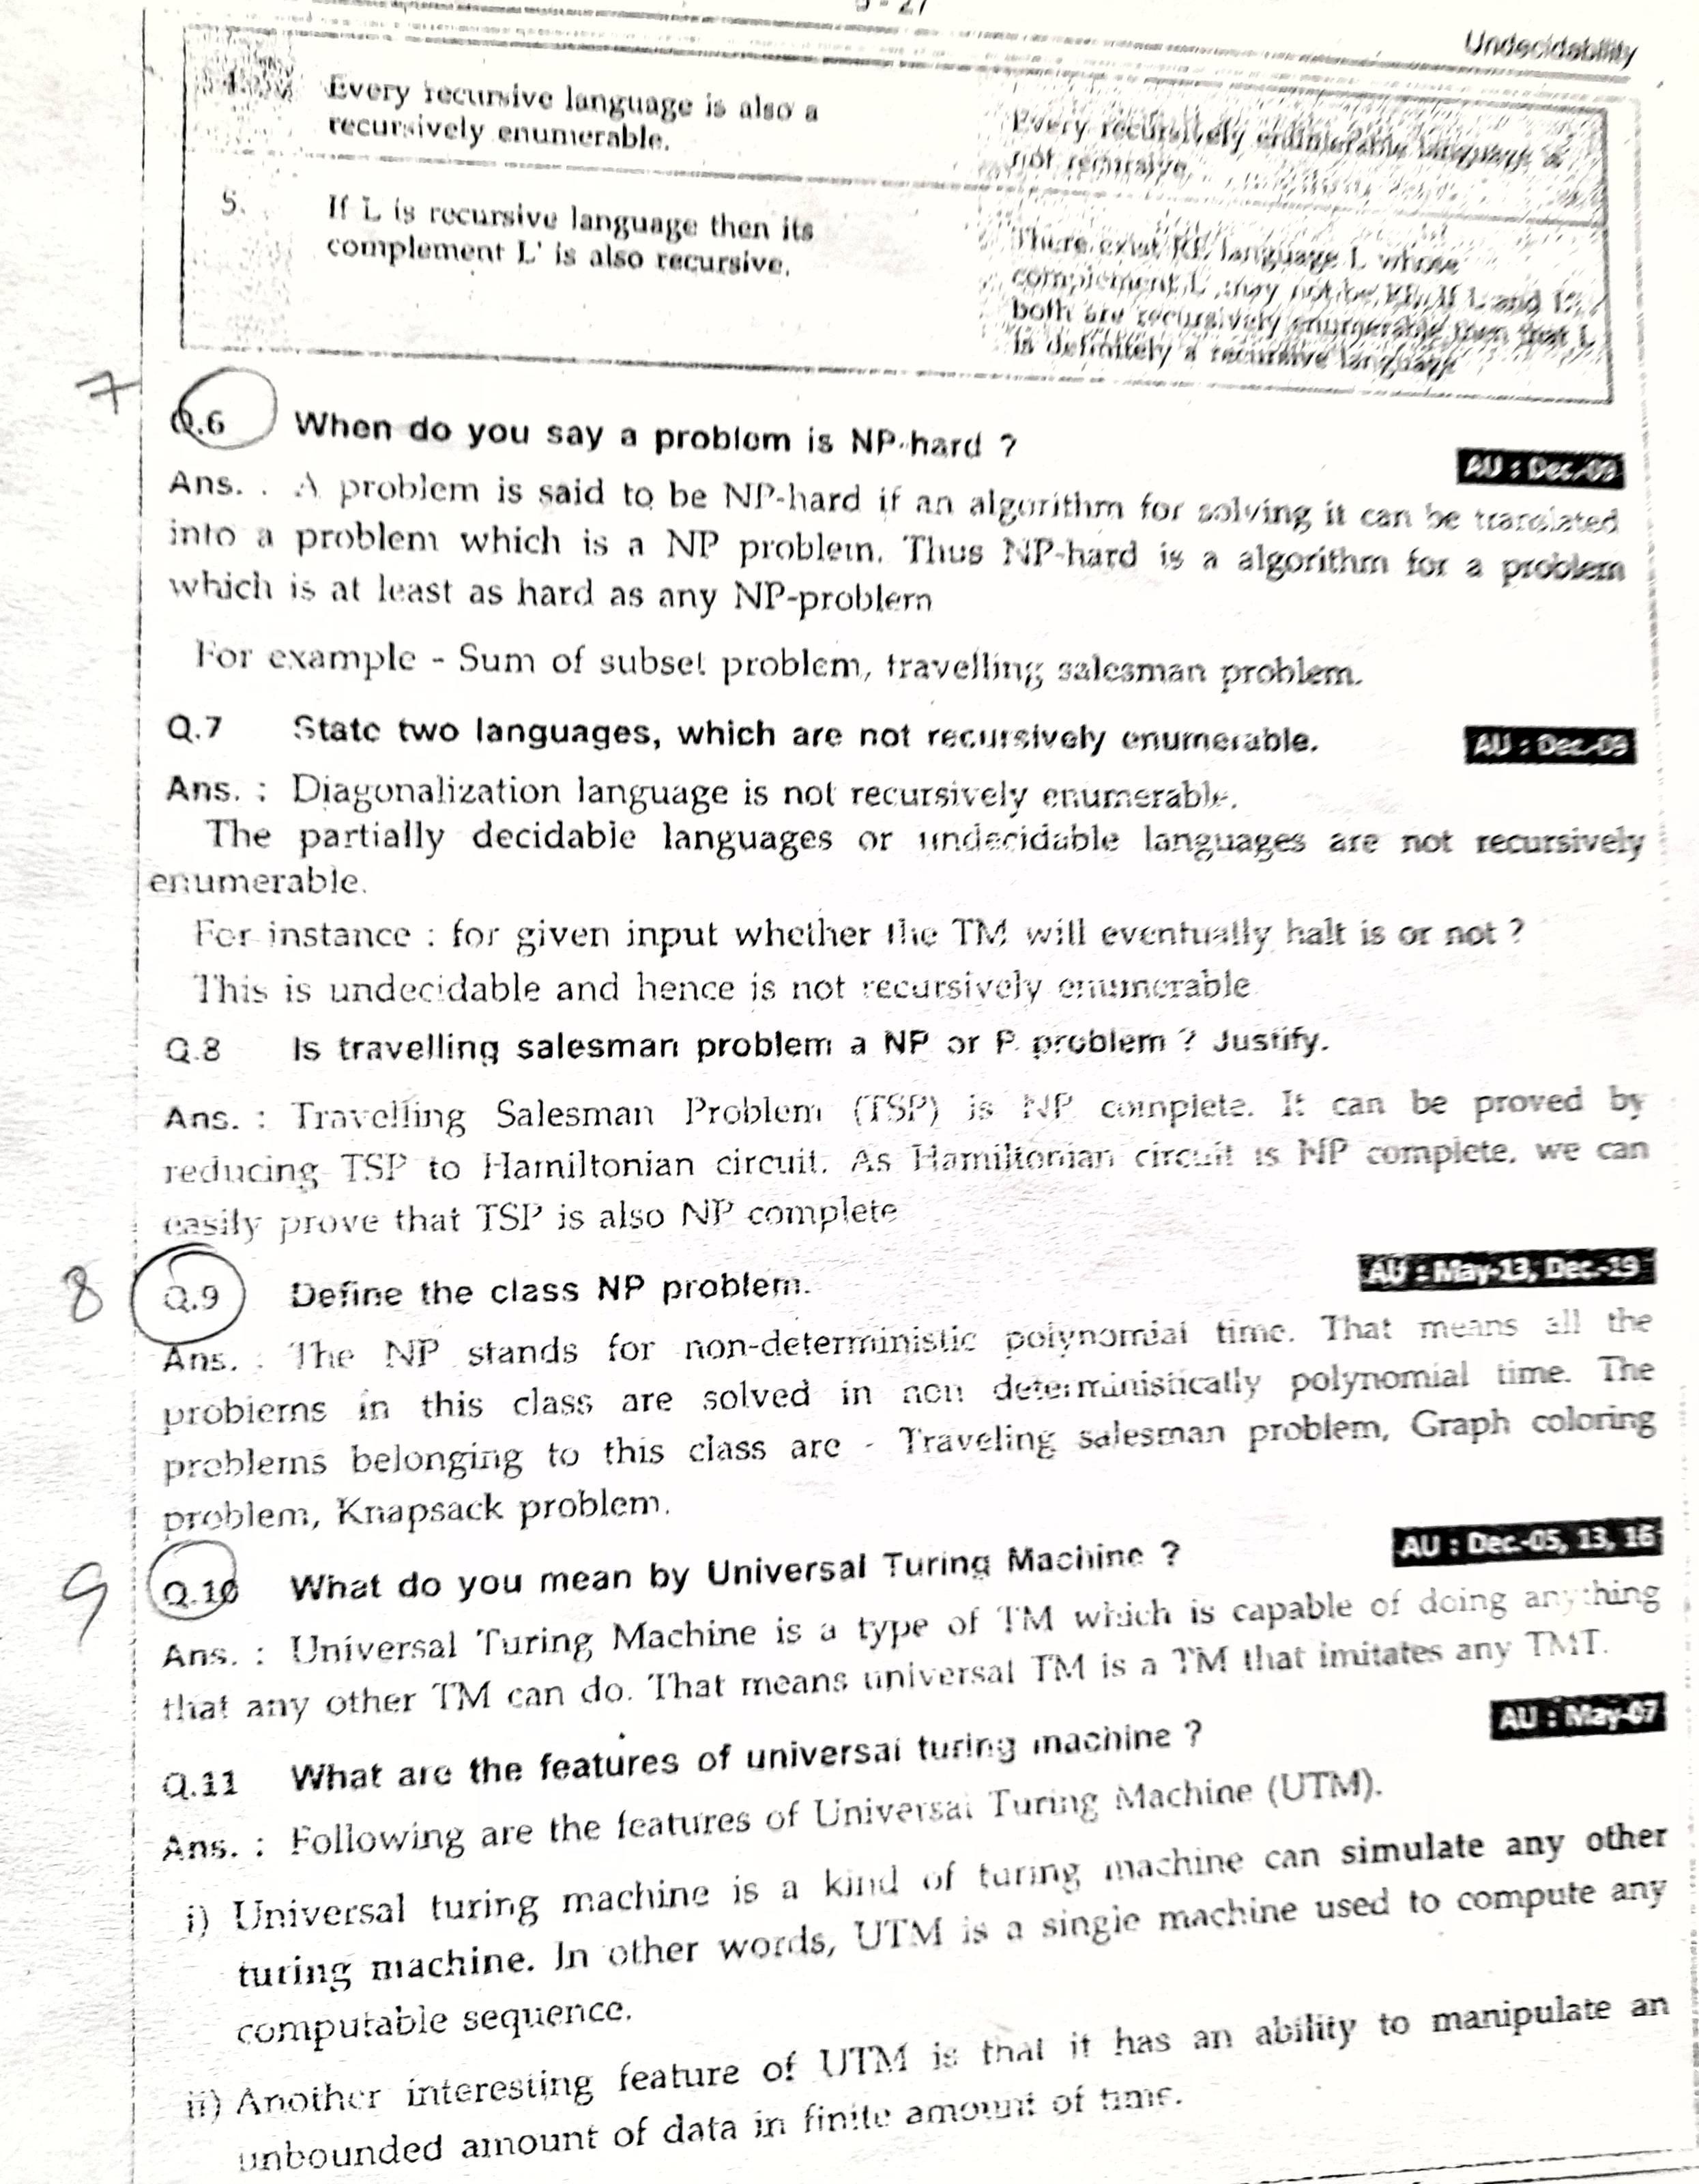 Undecidability
Every recursive language is also a
recursively enumerable.
Every recursively enumerable language is
not recursive
5.
If L is recursive language then its
complement L' is also recursive.
There exist RE language L whose
complement L' may not be RE. If L and L'
both are recursively enumerable then that L
is definitely a recursive language
7
Q.6 When do you say a problem is NP-hard ?
AU : Dec.-09
Ans. : A problem is said to be NP-hard if an algorithm for solving it can be translated
into a problem which is a NP problem. Thus NP-hard is a algorithm for a problem
which is at least as hard as any NP-problem
For example - Sum of subset problem, travelling salesman problem.
Q.7 State two languages, which are not recursively enumerable.
AU : Dec.-09
Ans. : Diagonalization language is not recursively enumerable.
The partially decidable languages or undecidable languages are not recursively
enumerable.
For instance : for given input whether the TM will eventually halt is or not ?
This is undecidable and hence is not recursively enumerable
Q.8 Is travelling salesman problem a NP or P problem ? Justify.
Ans. : Travelling Salesman Problem (TSP) is NP complete. It can be proved by
reducing TSP to Hamiltonian circuit. As Hamiltonian circuit is NP complete, we can
easily prove that TSP is also NP complete
8
Q.9 Define the class NP problem.
AU : May-13, Dec.-19
Ans. : The NP stands for non-deterministic polynomial time. That means all the
problems in this class are solved in non deterministically polynomial time. The
problems belonging to this class are - Traveling salesman problem, Graph coloring
problem, Knapsack problem.
9
Q.10 What do you mean by Universal Turing Machine ?
AU : Dec.-05, 13, 16
Ans. : Universal Turing Machine is a type of TM which is capable of doing anything
that any other TM can do. That means universal TM is a TM that imitates any TMT.
AU : May-07
Q.11 What are the features of universal turing machine ?
Ans. : Following are the features of Universal Turing Machine (UTM).
i) Universal turing machine is a kind of turing machine can simulate any other
turing machine. In other words, UTM is a single machine used to compute any
computable sequence.
ii) Another interesting feature of UTM is that it has an ability to manipulate an
unbounded amount of data in finite amount of time.